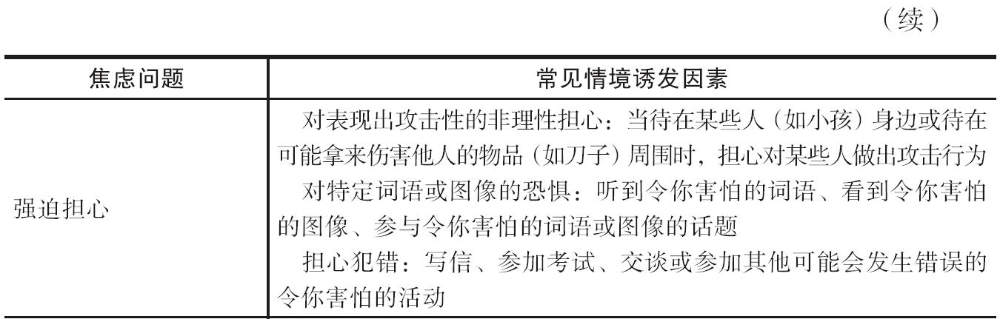 （续）
焦虑问题
常见情境诱发因素
强迫担心
对表现出攻击性的非理性担心：当待在某些人（如小孩）身边或待在
可能拿来伤害他人的物品（如刀子）周围时，担心对某些人做出攻击行为
对特定词语或图像的恐惧：听到令你害怕的词语、看到令你害怕
的图像、参与令你害怕的词语或图像的话题
担心犯错：写信、参加考试、交谈或参加其他可能会发生错误的
令你害怕的活动